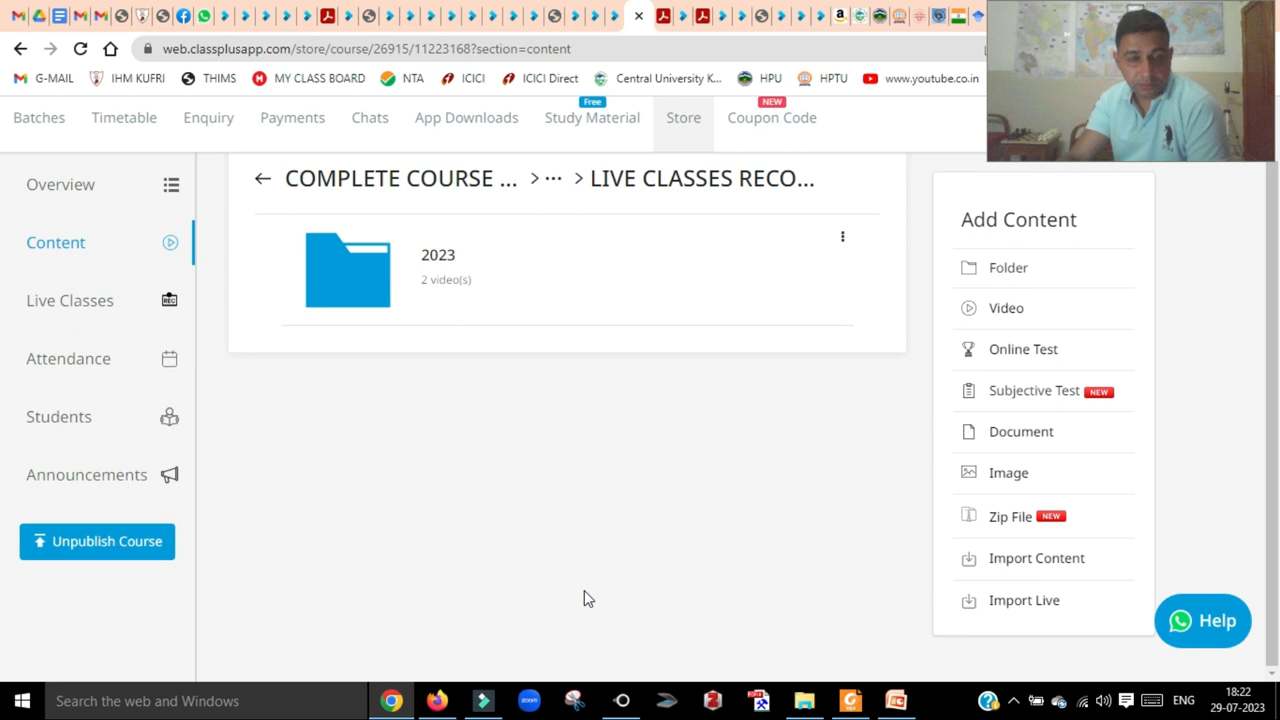 web.classplusapp.com/store/course/26915/11223168?section=content
G-MAIL
IHM KUFRI
THIMS
MY CLASS BOARD
NTA
ICICI
ICICI Direct
Central University K...
HPU
HPTU
www.youtube.co.in
Batches
Timetable
Enquiry
Payments
Chats
App Downloads
Free
Study Material
Store
NEW
Coupon Code
Overview
Content
Live Classes
REC
Attendance
Students
Announcements
Unpublish Course
COMPLETE COURSE ... > ... > LIVE CLASSES RECO...
2023
2 video(s)
Add Content
Folder
Video
Online Test
Subjective Test NEW
Document
Image
Zip File NEW
Import Content
Import Live
Help
Search the web and Windows
zoom
ENG
18:22
29-07-2023